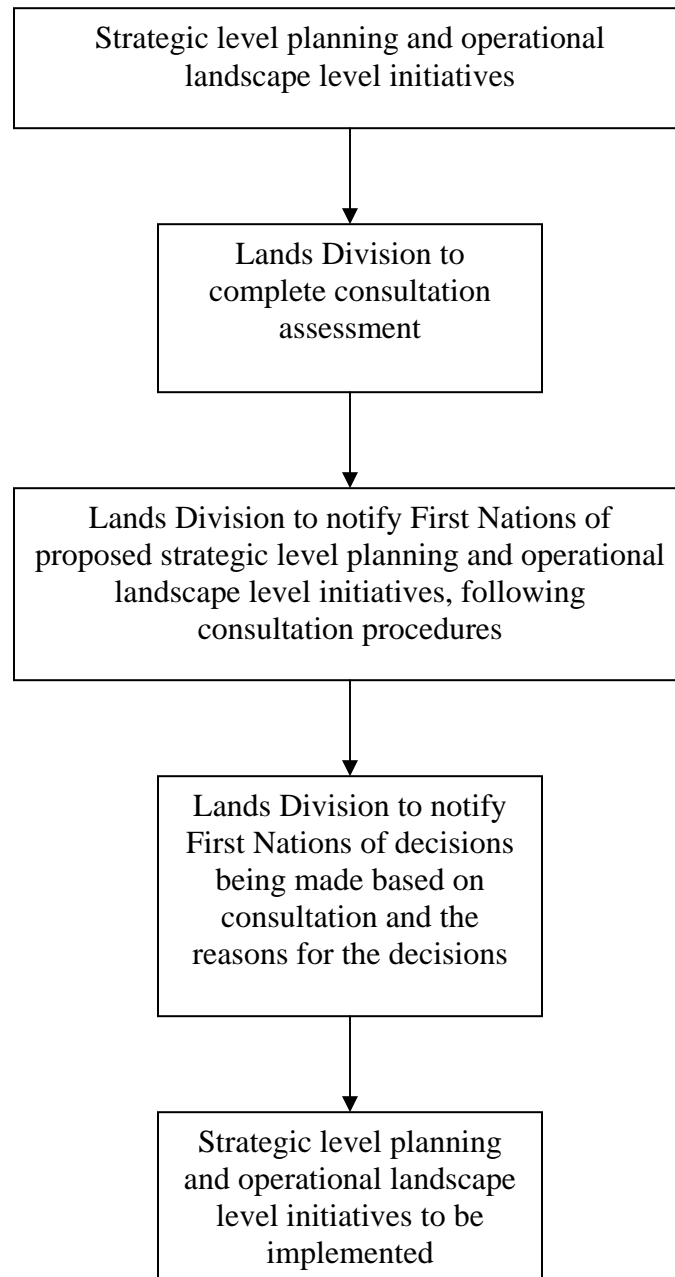 Strategic level planning and operational
landscape level initiatives
Lands Division to
complete consultation
assessment
Lands Division to notify First Nations of
proposed strategic level planning and operational
landscape level initiatives, following
consultation procedures
Lands Division to notify
First Nations of decisions
being made based on
consultation and the
reasons for the decisions
Strategic level planning
and operational landscape
level initiatives to be
implemented